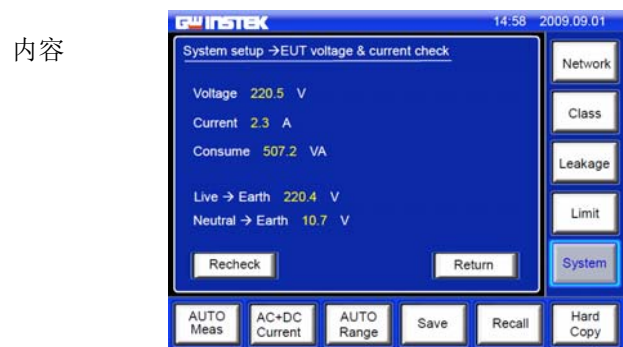 内容
GW INSTEK 14:58 2009.09.01
System setup →EUT voltage & current check
Voltage 220.5 V
Current 2.3 A
Consume 507.2 VA
Live → Earth 220.4 V
Neutral → Earth 10.7 V
Recheck Return
Network
Class
Leakage
Limit
System
AUTO Meas
AC+DC Current
AUTO Range
Save
Recall
Hard Copy